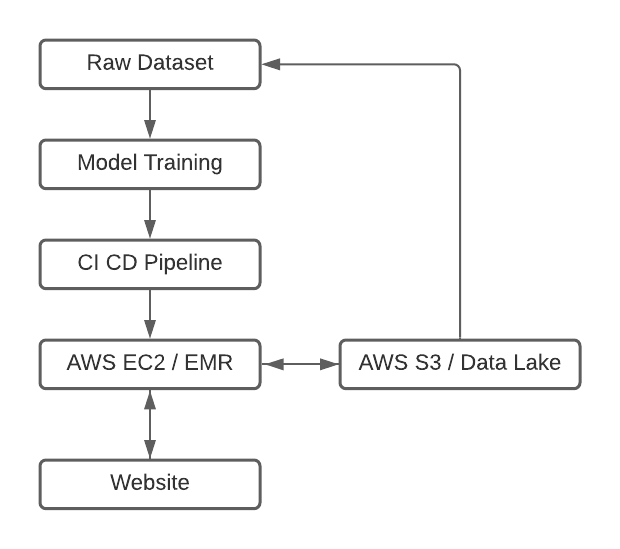 Raw Dataset
Model Training
CI CD Pipeline
AWS EC2 / EMR
AWS S3 / Data Lake
Website